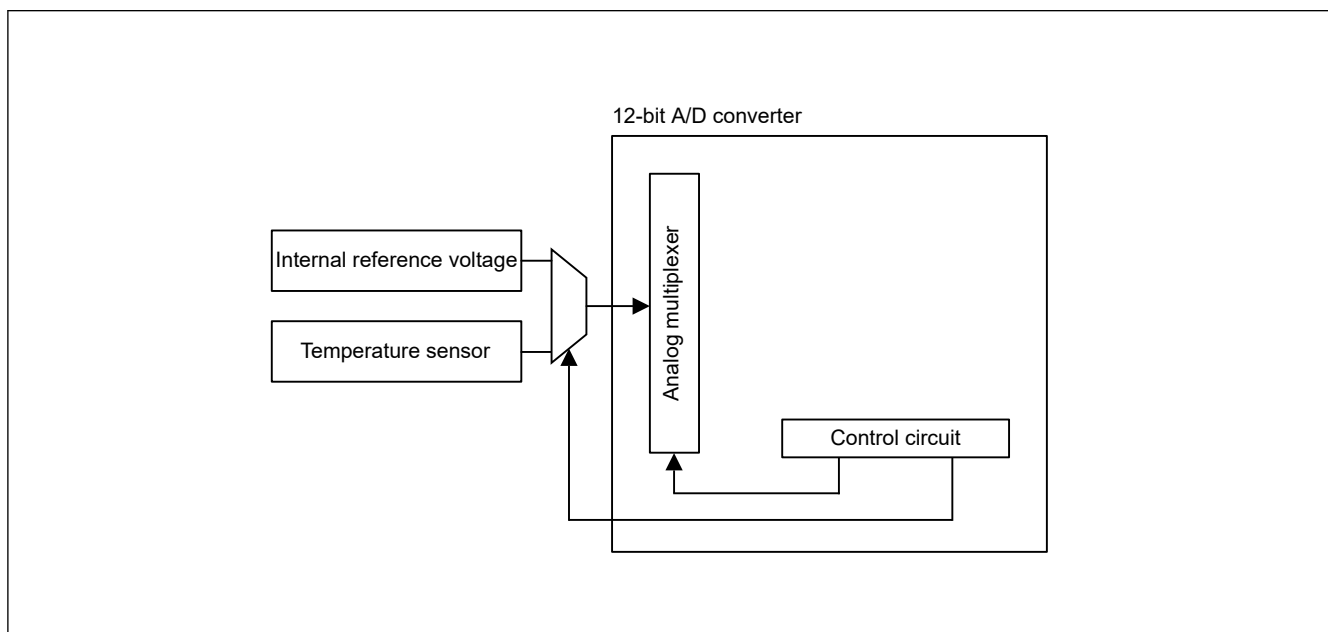 12-bit A/D converter
Internal reference voltage
Temperature sensor
Analog multiplexer
Control circuit